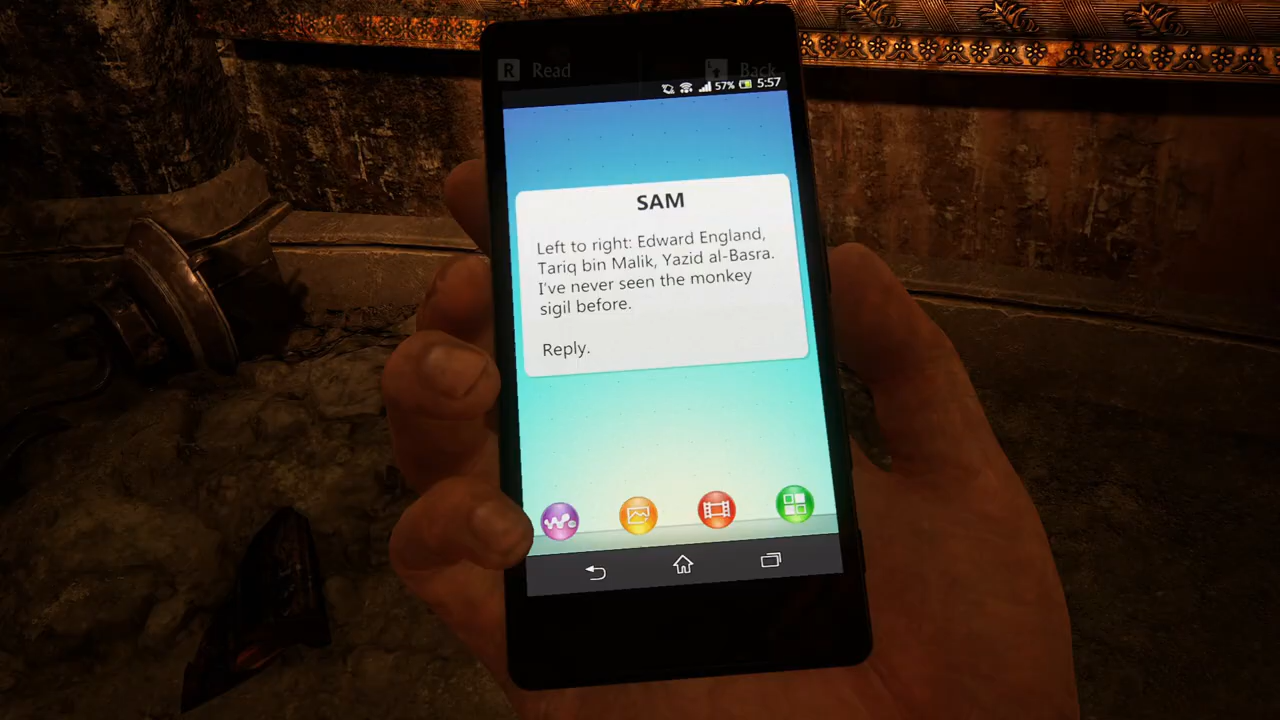 R Read
Back
57% 5:57
SAM
Left to right: Edward England,
Tariq bin Malik, Yazid al-Basra.
I've never seen the monkey
sigil before.
Reply.